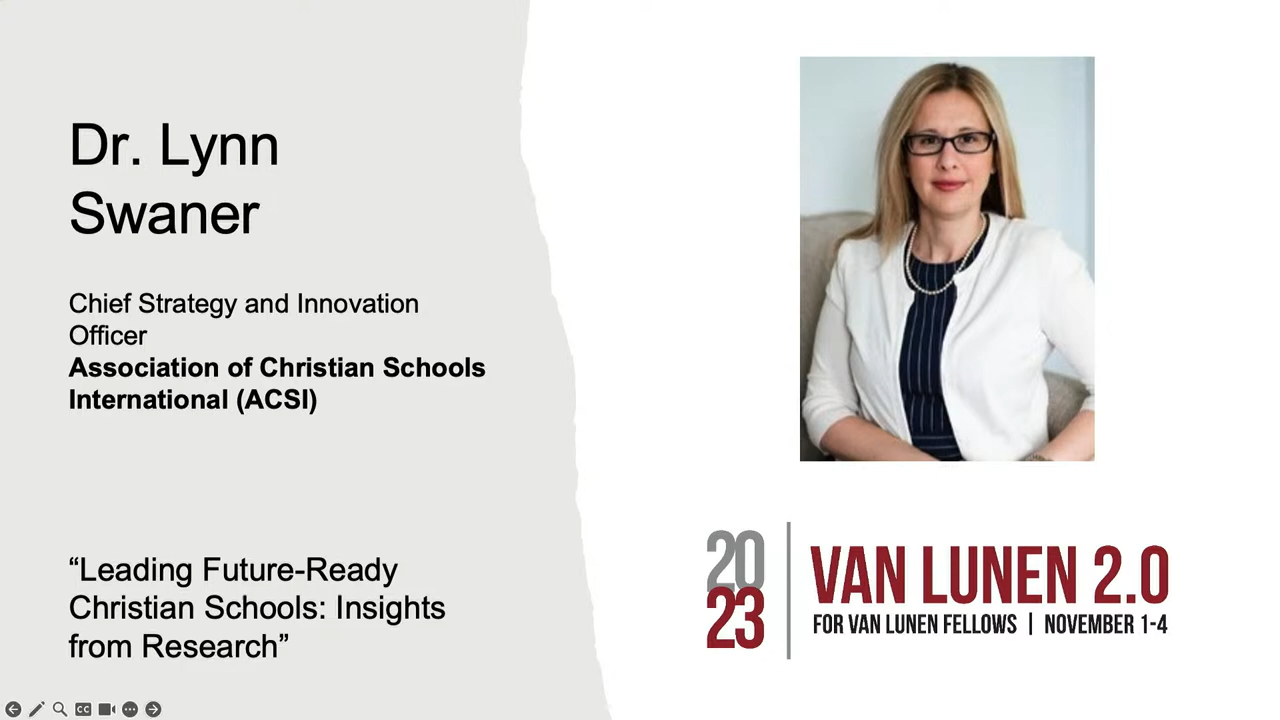 Dr. Lynn
Swaner
Chief Strategy and Innovation
Officer
Association of Christian Schools
International (ACSI)
“Leading Future-Ready
Christian Schools: Insights
from Research”
20
23
VAN LUNEN 2.0
FOR VAN LUNEN FELLOWS | NOVEMBER 1-4
CC